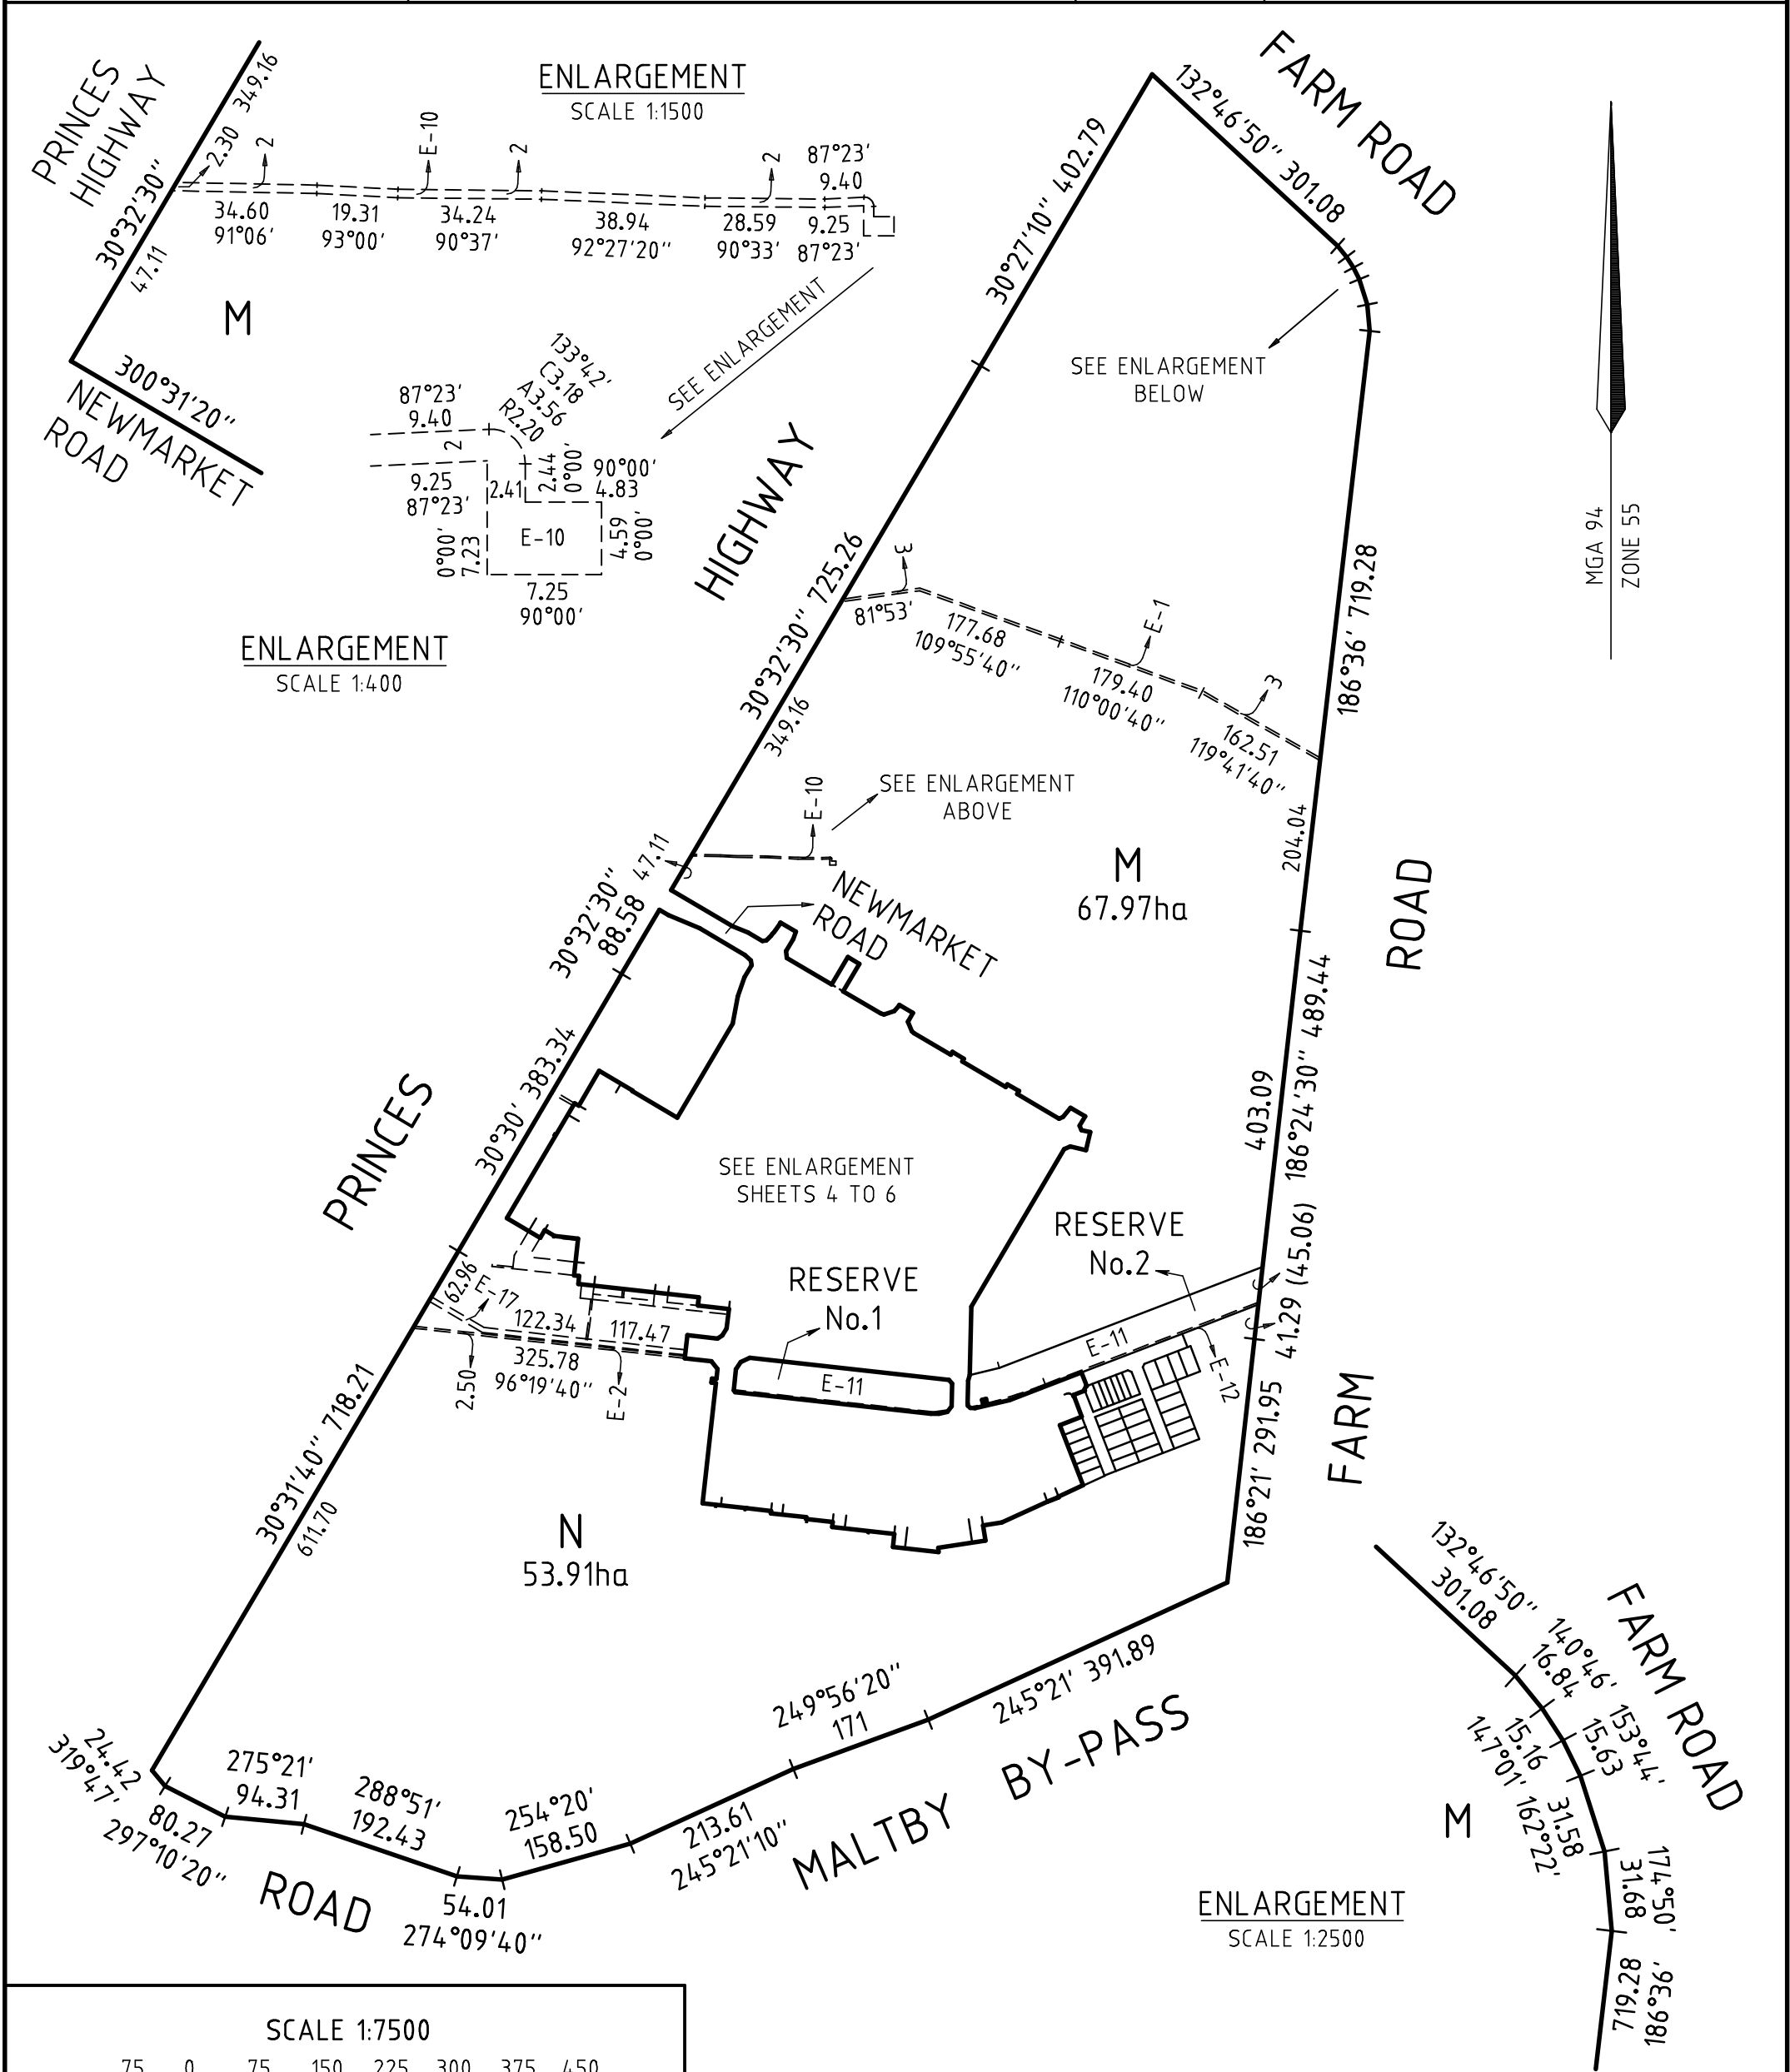 PRINCES
HIGHWAY
349.16
2.30
2
E-10
2
2
30°32'30"
47.11
34.60
91°06'
19.31
93°00'
34.24
90°37'
38.94
92°27'20"
28.59
90°33'
9.25
87°23'
87°23'
9.40
ENLARGEMENT
SCALE 1:1500
M
300°31'20"
NEWMARKET
ROAD
SEE ENLARGEMENT
133°42'
C3.18
A3.56
R2.20
87°23'
9.40
2
9.25
87°23'
2.41
2.44
0°00'
90°00'
4.83
E-10
4.59
0°00'
0°00'
7.23
7.25
90°00'
ENLARGEMENT
SCALE 1:400
FARM ROAD
132°46'50" 301.08
30°27'10" 402.79
SEE ENLARGEMENT
BELOW
MGA 94
ZONE 55
HIGHWAY
30°32'30" 725.26
349.16
3
81°53'
177.68
109°55'40"
E-1
179.40
110°00'40"
3
162.51
119°41'40"
186°36' 719.28
204.04
E-10
SEE ENLARGEMENT
ABOVE
47.11
M
67.97ha
NEWMARKET
ROAD
30°32'30"
88.58
ROAD
186°24'30" 489.44
403.09
30°30' 383.34
PRINCES
SEE ENLARGEMENT
SHEETS 4 TO 6
RESERVE
No.2
RESERVE
No.1
41.29 (45.06)
62.96
E-17
122.34
117.47
325.78
96°19'40"
2.50
E-2
E-11
E-11
E-12
186°21' 291.95
FARM
30°31'40" 718.21
611.70
N
53.91ha
245°21' 391.89
249°56'20"
171
MALTBY BY-PASS
213.61
245°21'10"
254°20'
158.50
54.01
274°09'40"
288°51'
192.43
275°21'
94.31
80.27
297°10'20"
24.42
319°47'
ROAD
132°46'50"
301.08
FARM ROAD
140°46'
16.84
15.16
147°01'
153°44'
15.63
31.58
162°22'
174°50'
31.68
719.28
186°36'
M
ENLARGEMENT
SCALE 1:2500
SCALE 1:7500
75 0 75 150 225 300 375 450